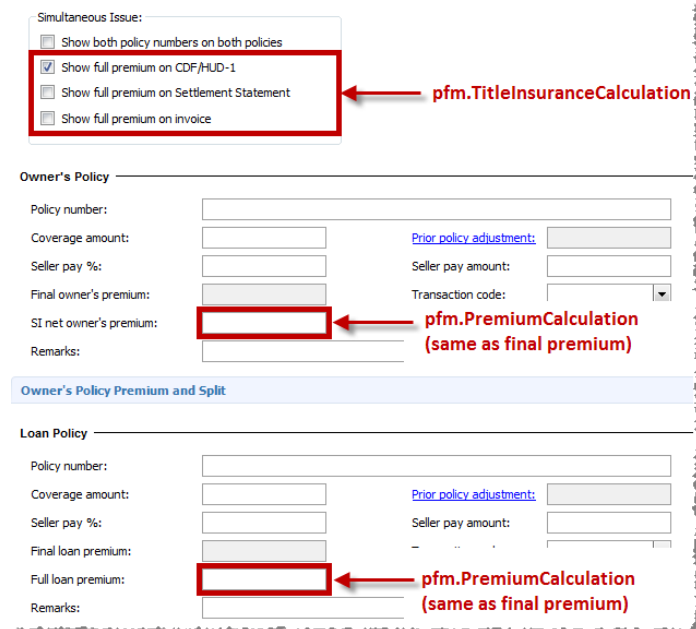 Simultaneous Issue:
Show both policy numbers on both policies
Show full premium on CDF/HUD-1
Show full premium on Settlement Statement
Show full premium on invoice
pfm.TitleInsuranceCalculation
Owner's Policy
Policy number:
Coverage amount:
Prior policy adjustment:
Seller pay %:
Seller pay amount:
Final owner's premium:
Transaction code:
SI net owner's premium:
pfm.PremiumCalculation
(same as final premium)
Remarks:
Owner's Policy Premium and Split
Loan Policy
Policy number:
Coverage amount:
Prior policy adjustment:
Seller pay %:
Seller pay amount:
Final loan premium:
Full loan premium:
pfm.PremiumCalculation
(same as final premium)
Remarks: